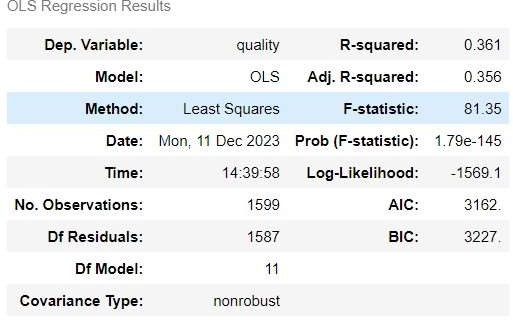 OLS Regression Results
Dep. Variable: quality R-squared: 0.361
Model: OLS Adj. R-squared: 0.356
Method: Least Squares F-statistic: 81.35
Date: Mon, 11 Dec 2023 Prob (F-statistic): 1.79e-145
Time: 14:39:58 Log-Likelihood: -1569.1
No. Observations: 1599 AIC: 3162.
Df Residuals: 1587 BIC: 3227.
Df Model: 11
Covariance Type: nonrobust